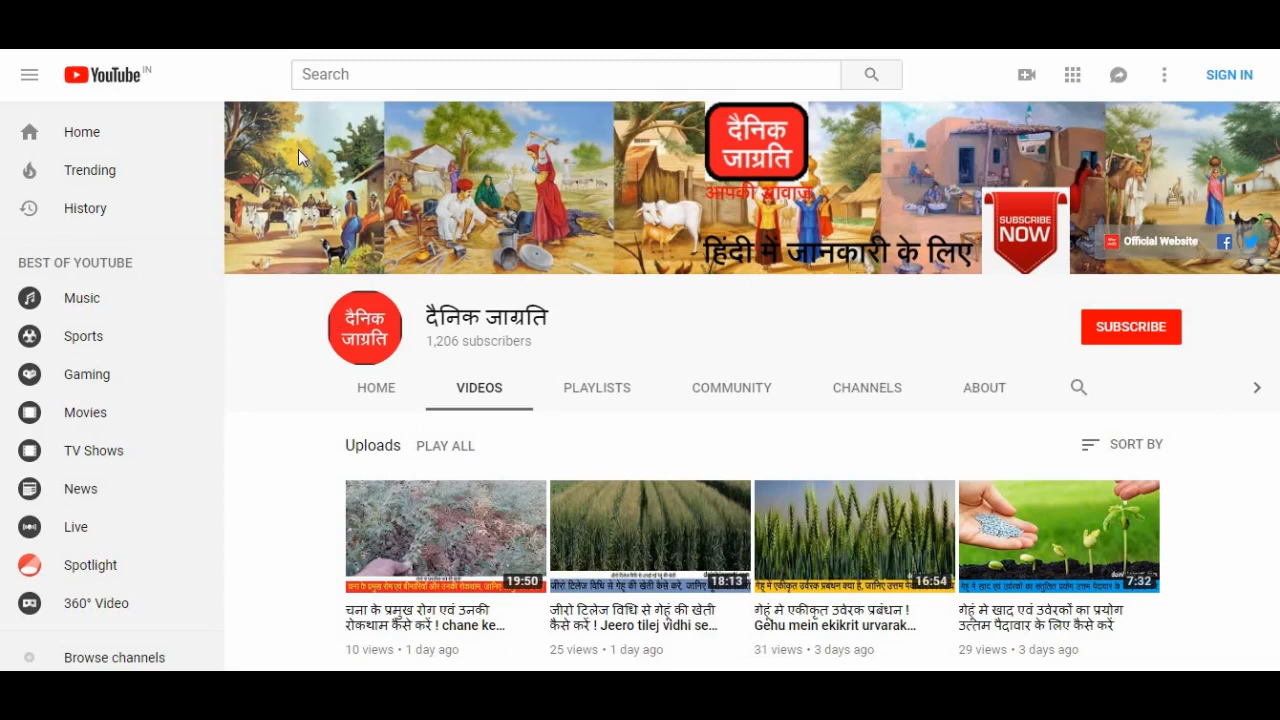 YouTube IN
Search
SIGN IN
Home
Trending
History
BEST OF YOUTUBE
Music
Sports
Gaming
Movies
TV Shows
News
Live
Spotlight
360° Video
Browse channels
दैनिक
जाग्रति
आपकी आवाज
हिंदी में जानकारी के लिए
SUBSCRIBE
NOW
Official Website
दैनिक
जाग्रति
दैनिक जाग्रति
1,206 subscribers
SUBSCRIBE
HOME VIDEOS PLAYLISTS COMMUNITY CHANNELS ABOUT
Uploads PLAY ALL
SORT BY
19:50
18:13
16:54
7:32
चना के प्रमुख रोग एवं उनकी
रोकथाम कैसे करें ! chane ke...
10 views • 1 day ago
जीरो टिलेज विधि से गेहूं की खेती
कैसे करें ! Jeero tilej vidhi se...
25 views • 1 day ago
गेहूं मे एकीकृत उर्वरक प्रबंधन !
Gehu mein ekikrit urvarak...
31 views • 3 days ago
गेहूं मे खाद एवं उर्वरकों का प्रयोग
उत्तम पैदावार के लिए कैसे करें
29 views • 3 days ago